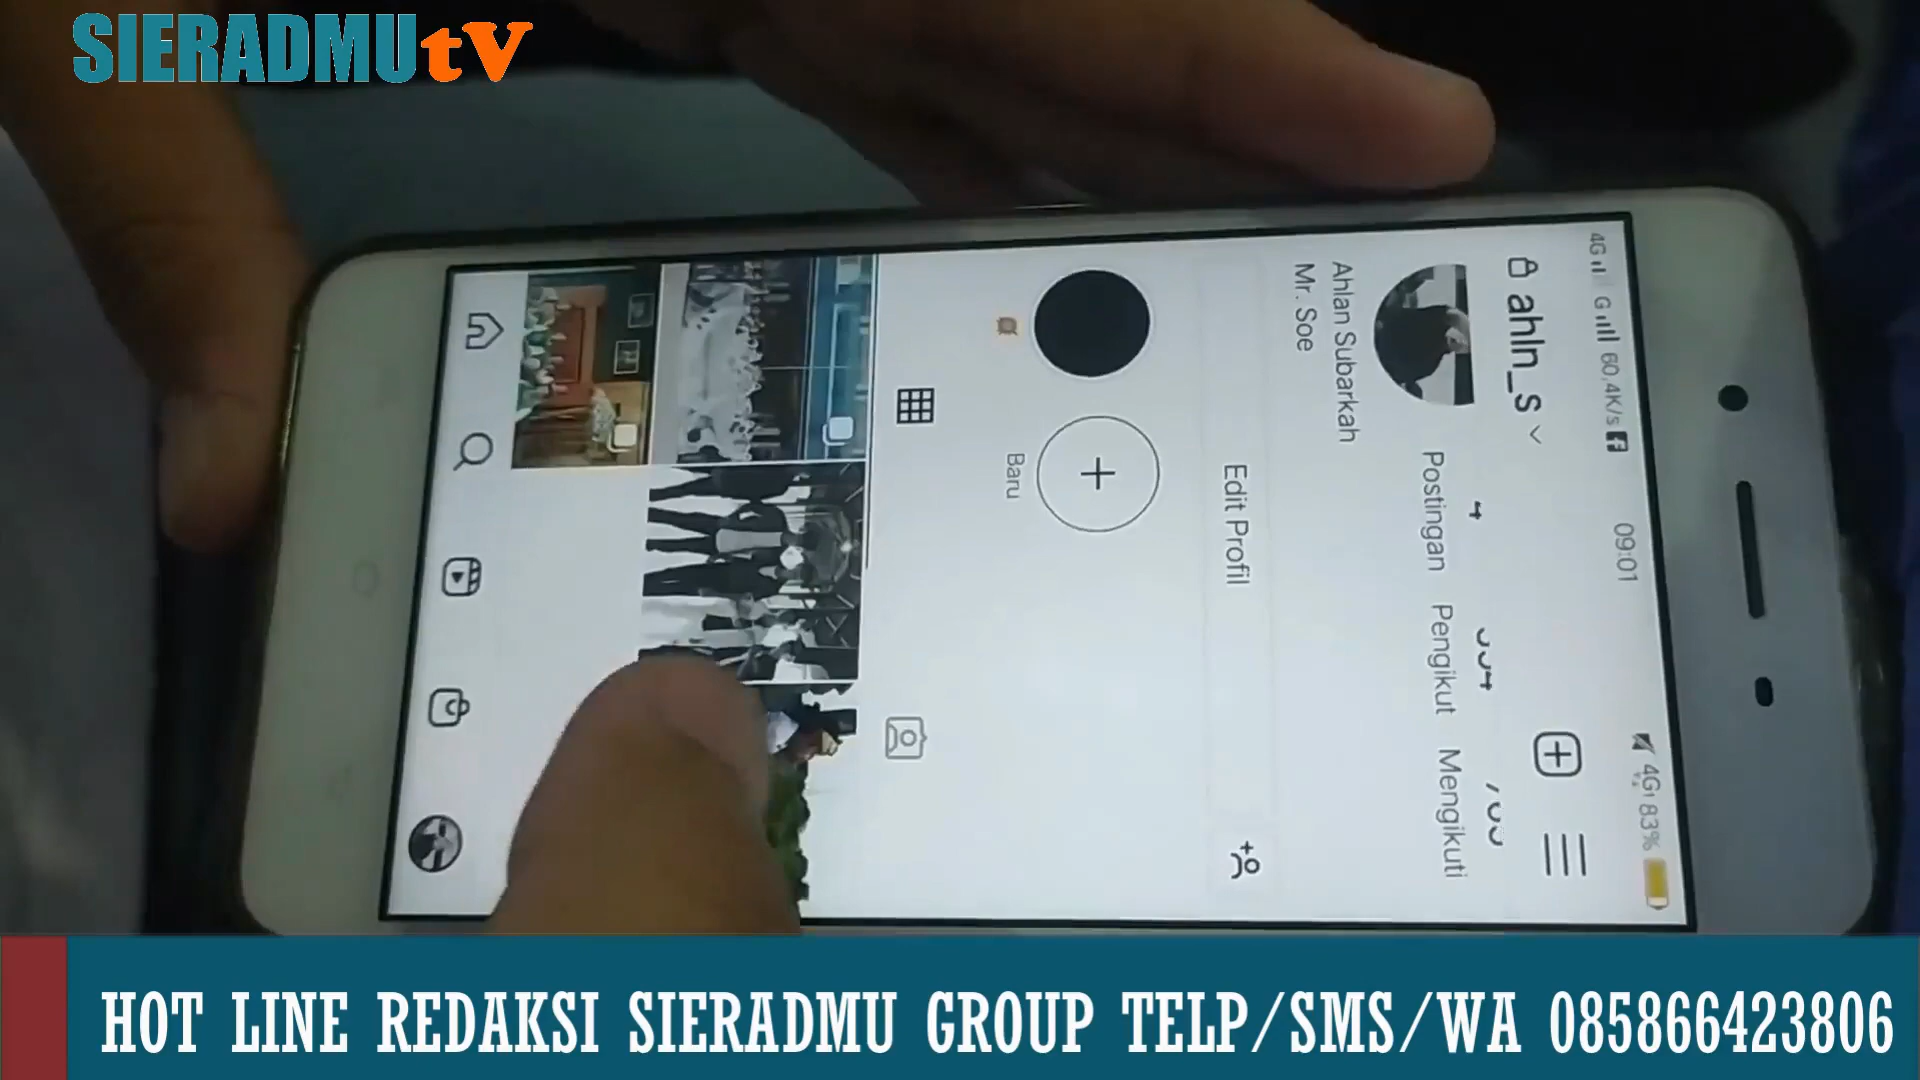 SIERADMUtV
4G G 60,4K/s 09:01 4G 83%
ahln_s
Postingan Pengikut Mengikuti
Ahlan Subarkah
Mr. Soe
Edit Profil
Baru
HOT LINE REDAKSI SIERADMU GROUP TELP/SMS/WA 085866423806